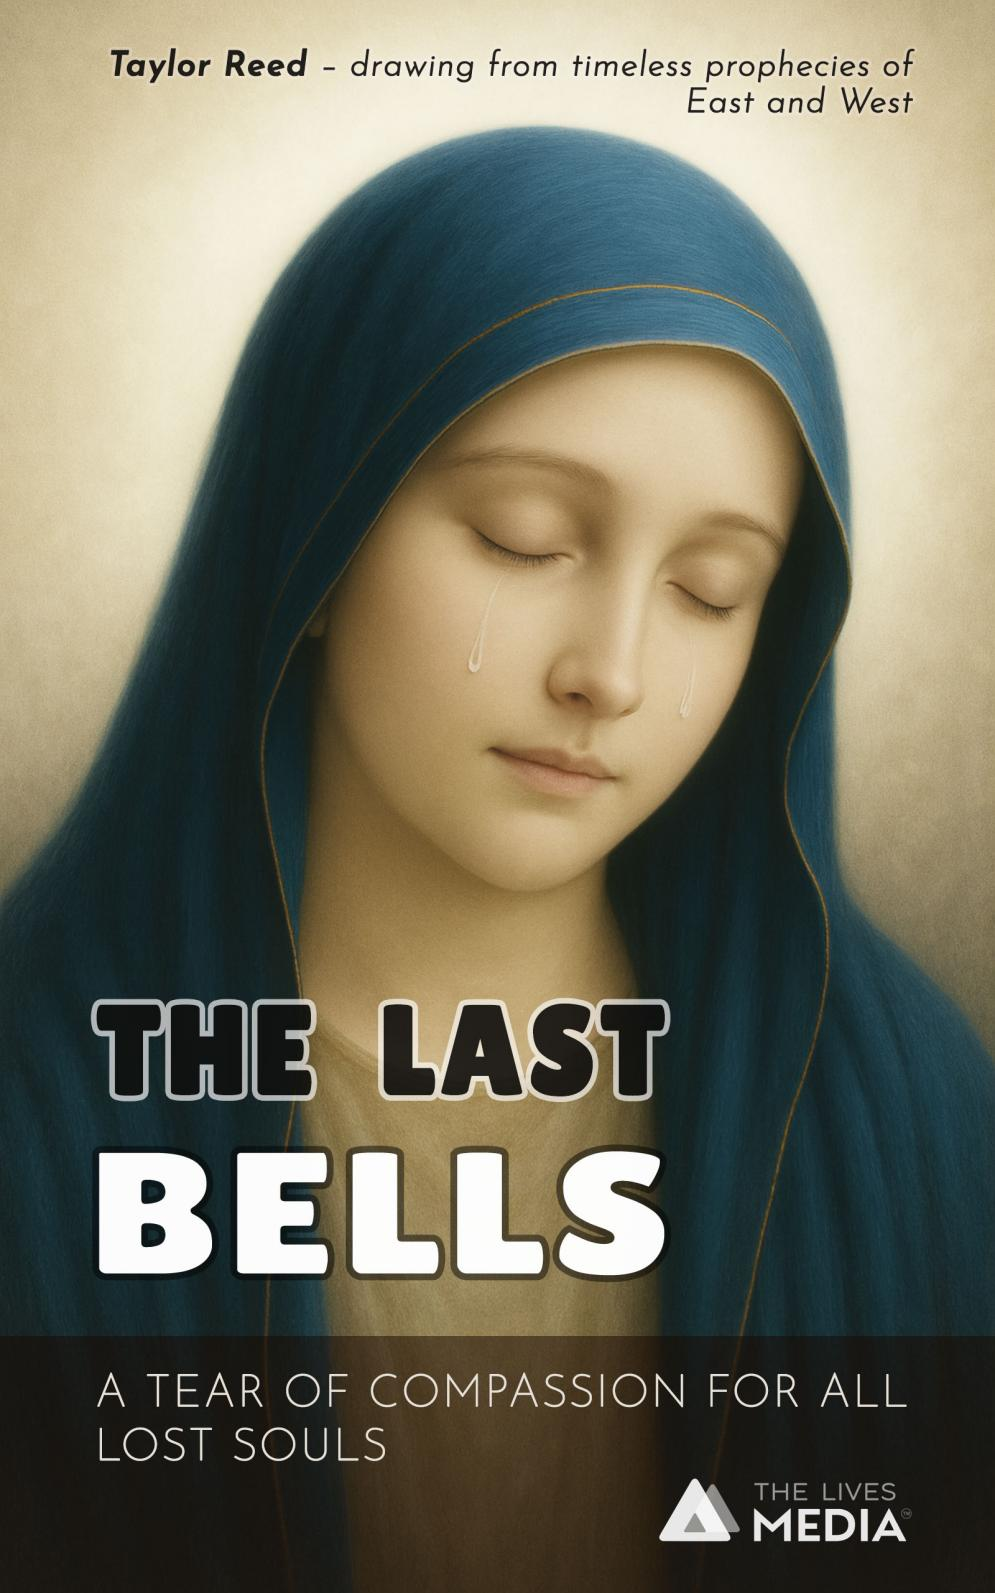 Taylor Reed – drawing from timeless prophecies of
East and West
THE LAST
BELLS
A TEAR OF COMPASSION FOR ALL
LOST SOULS
THE LIVES
MEDIA™